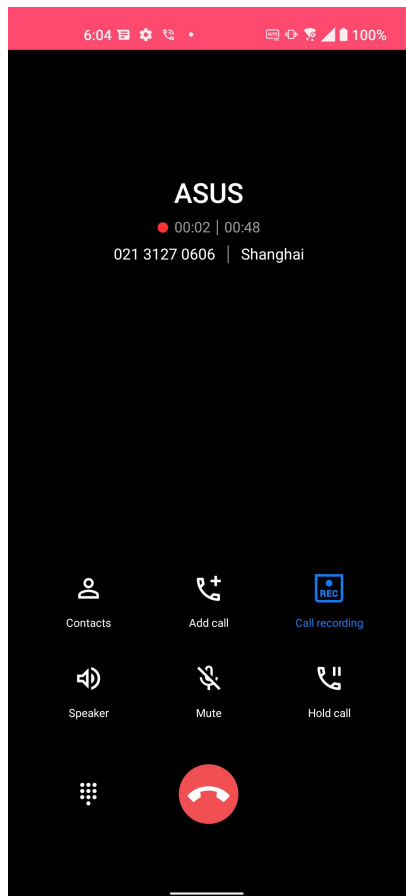 6:04 100%
ASUS
00:02 | 00:48
021 3127 0606 | Shanghai
REC
Contacts Add call Call recording
Speaker Mute Hold call